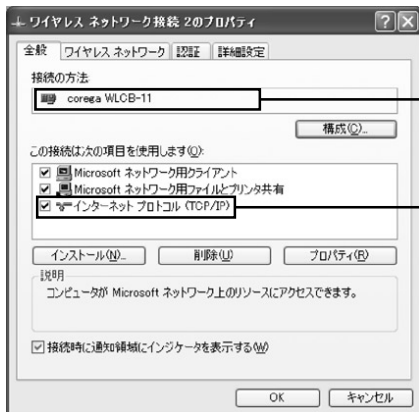 ワイヤレス ネットワーク接続 2のプロパティ
全般 ワイヤレス ネットワーク 認証 詳細設定
接続の方法
corega WLCB-11
構成(C)...
この接続は次の項目を使用します(O):
Microsoft ネットワーク用クライアント
Microsoft ネットワーク用ファイルとプリンタ共有
インターネット プロトコル (TCP/IP)
インストール(N)... 削除(U) プロパティ(R)
説明
コンピュータが Microsoft ネットワーク上のリソースにアクセスできます。
接続時に通知領域にインジケータを表示する(W)
OK キャンセル